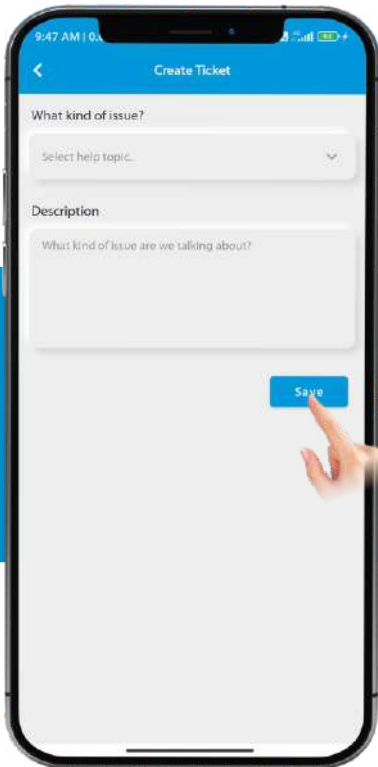 9:47 AM | 0.
Create Ticket
What kind of issue?
Select help topic.
Description
What kind of issue are we talking about?
Save